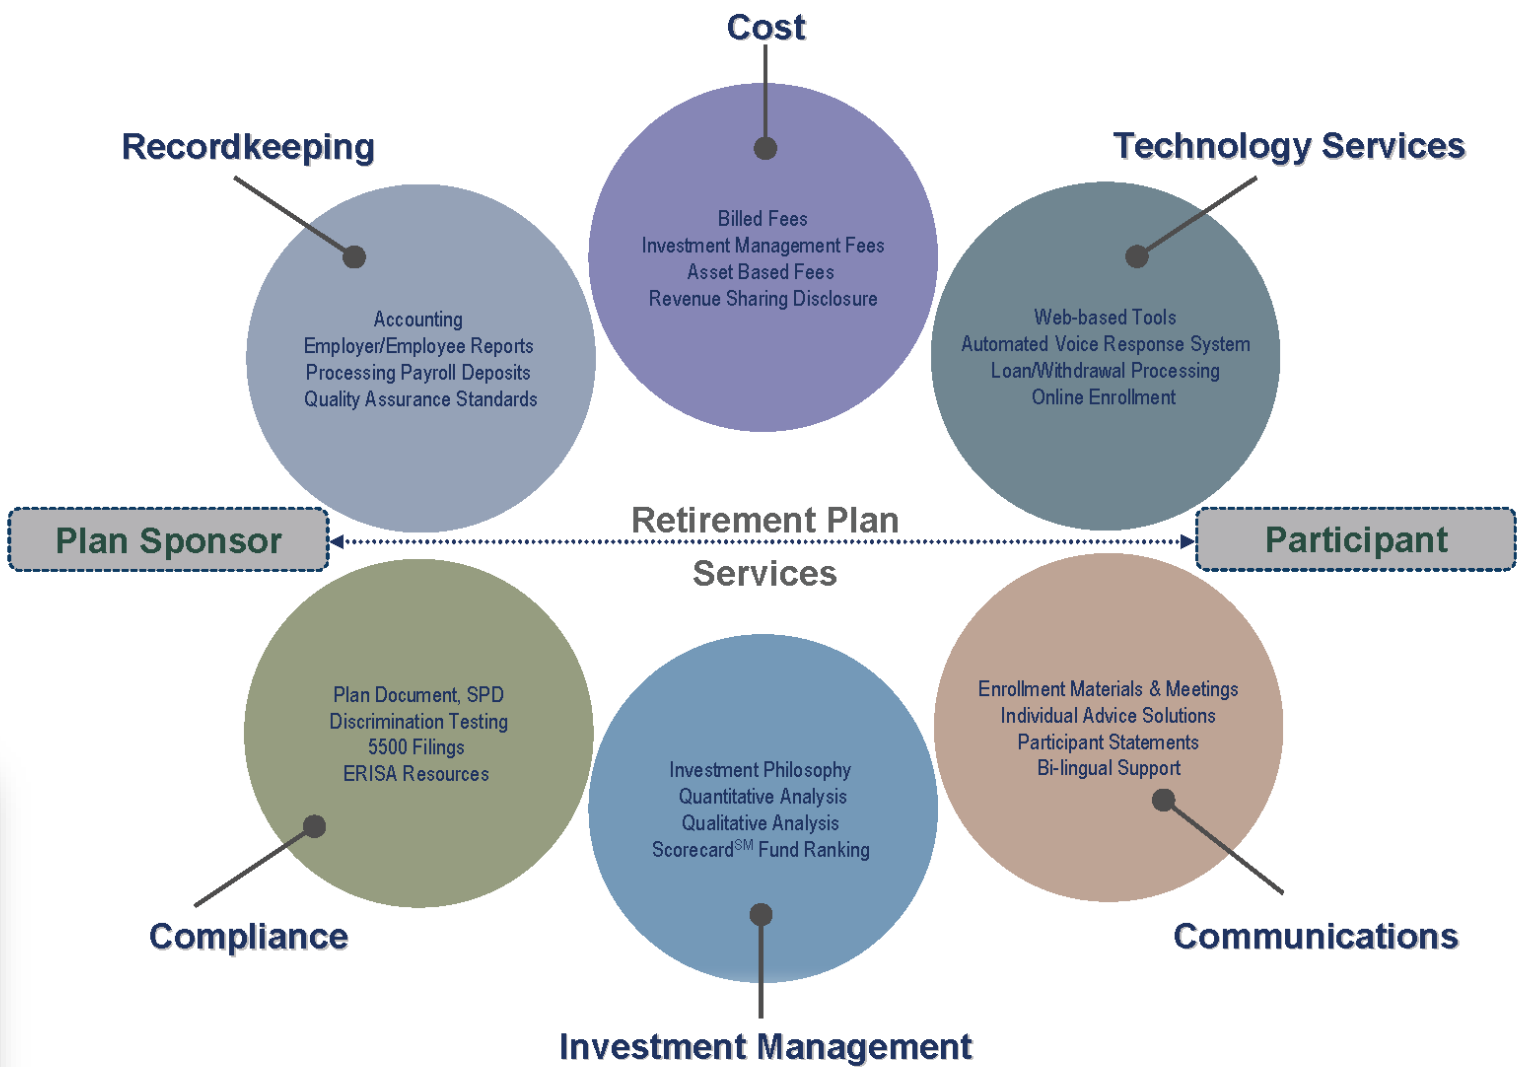 Cost
Recordkeeping
Technology Services
Billed Fees
Investment Management Fees
Asset Based Fees
Revenue Sharing Disclosure
Accounting
Employer/Employee Reports
Processing Payroll Deposits
Quality Assurance Standards
Web-based Tools
Automated Voice Response System
Loan/Withdrawal Processing
Online Enrollment
Plan Sponsor
Retirement Plan
Services
Participant
Plan Document, SPD
Discrimination Testing
5500 Filings
ERISA Resources
Investment Philosophy
Quantitative Analysis
Qualitative Analysis
Scorecard℠ Fund Ranking
Enrollment Materials & Meetings
Individual Advice Solutions
Participant Statements
Bi-lingual Support
Compliance
Communications
Investment Management